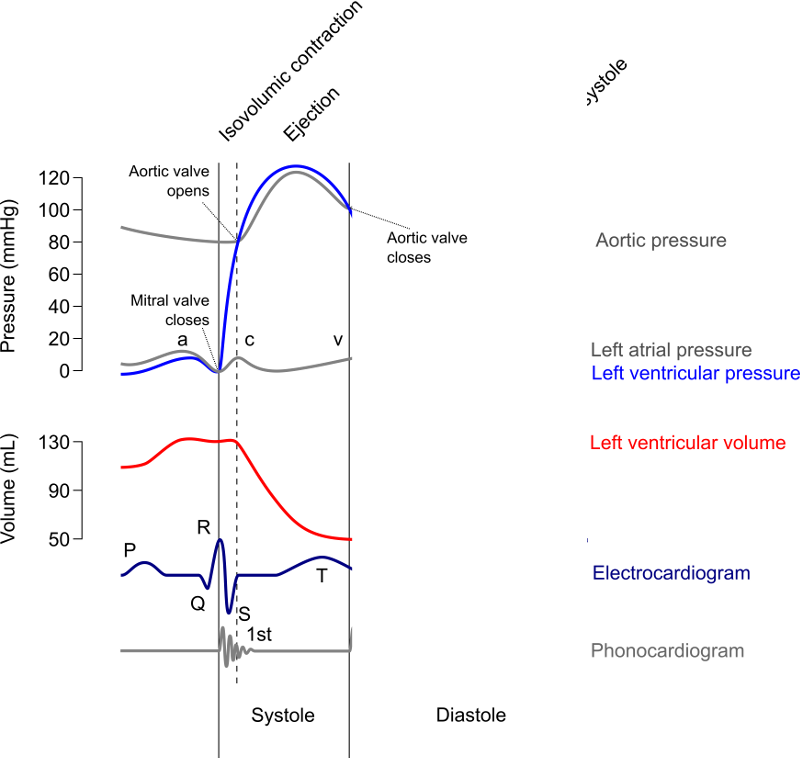 Isovolumic contraction
Ejection
ystole
Aortic valve
opens
120
100
80
60
40
20
0
Pressure (mmHg)
Aortic valve
closes
Aortic pressure
Mitral valve
closes
a
c
v
Left atrial pressure
Left ventricular pressure
130
90
50
Volume (mL)
Left ventricular volume
R
P
Q
S
T
Electrocardiogram
1st
Phonocardiogram
Systole
Diastole